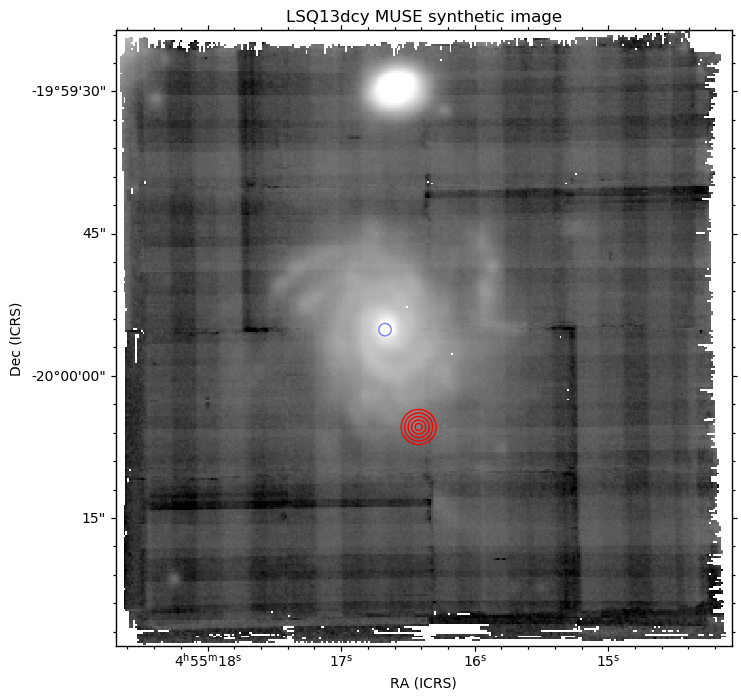 LSQ13dcy MUSE synthetic image
-19°59'30"
45"
-20°00'00"
15"
Dec (ICRS)
4ʰ55ᵐ18ˢ 17ˢ 16ˢ 15ˢ
RA (ICRS)